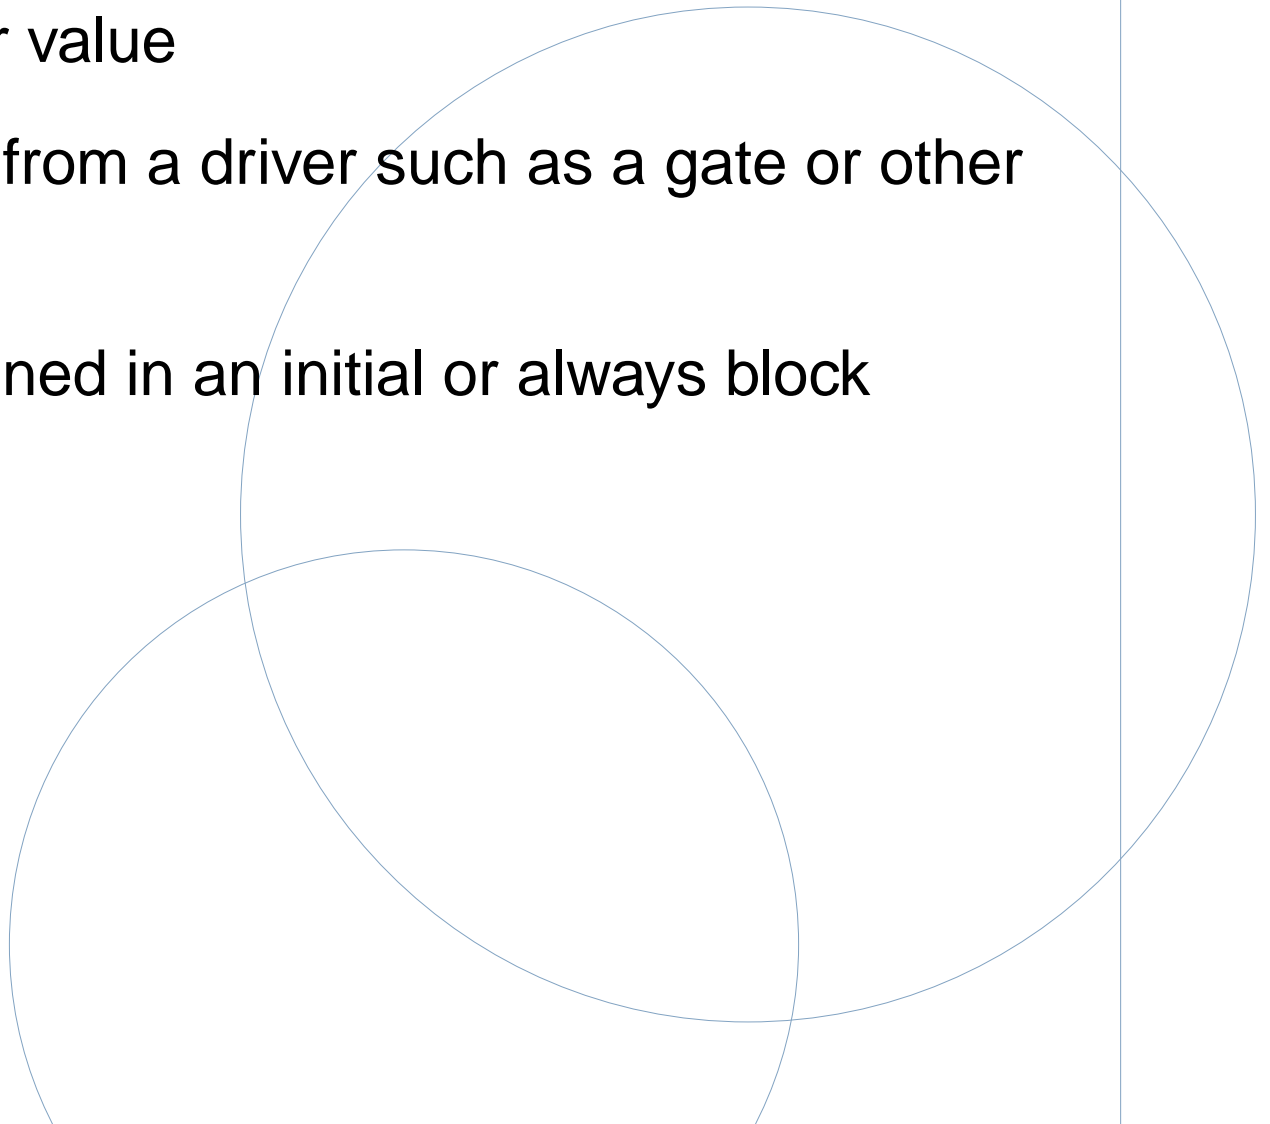 value
from a driver such as a gate or other
ned in an initial or always block